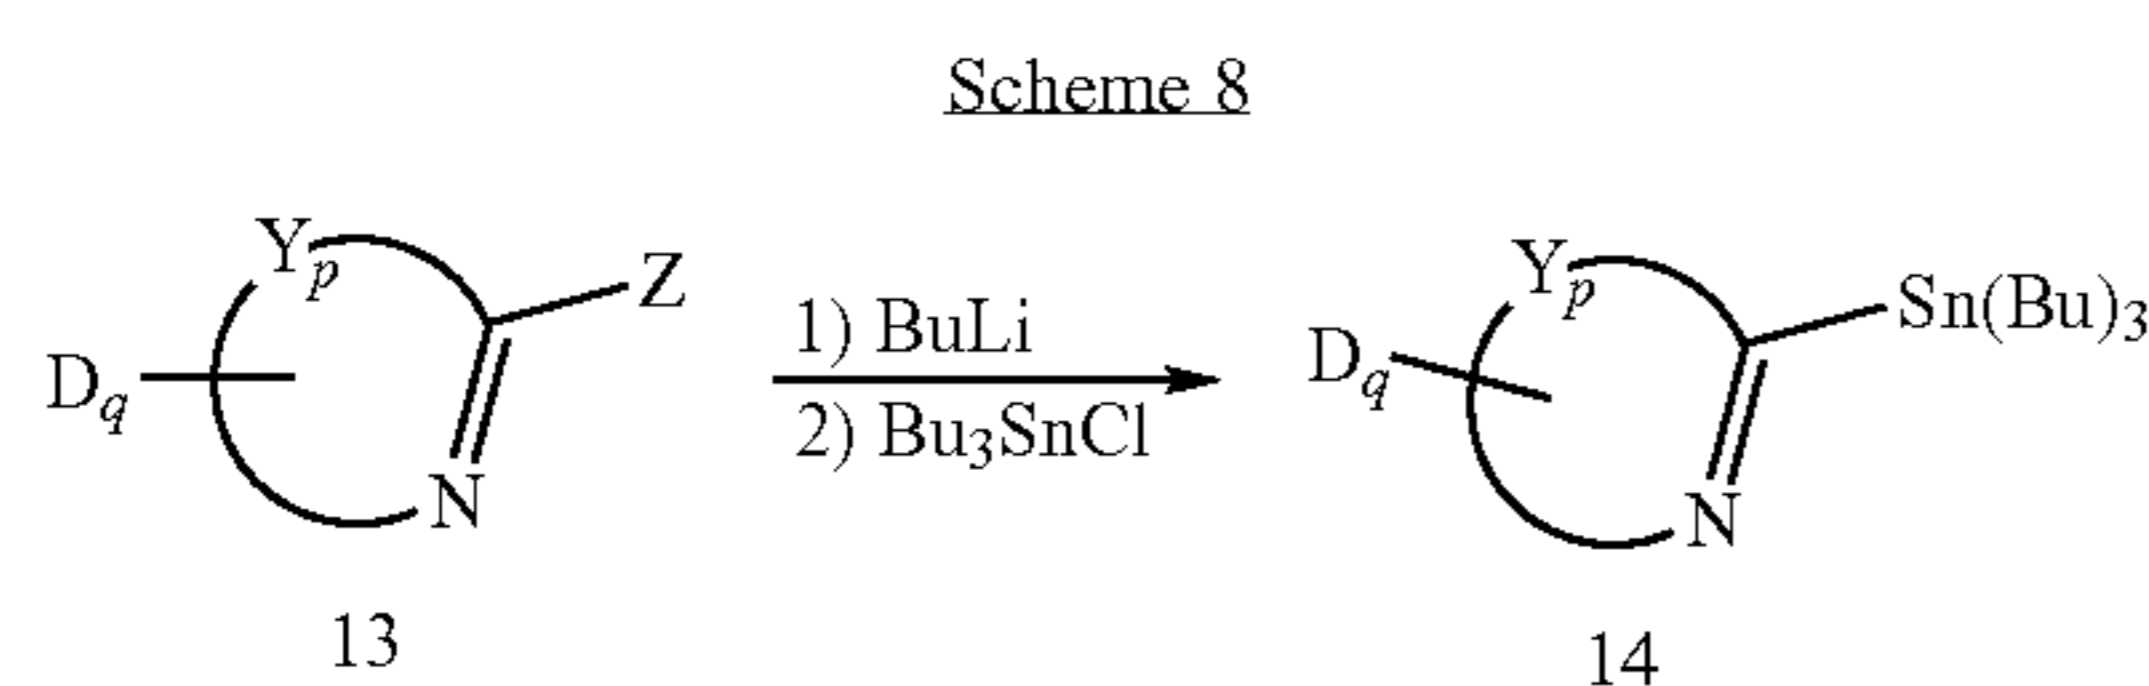 Scheme 8
Yp
Z
Dq
N
13
1) BuLi
2) Bu3SnCl
Yp
Sn(Bu)3
Dq
N
14